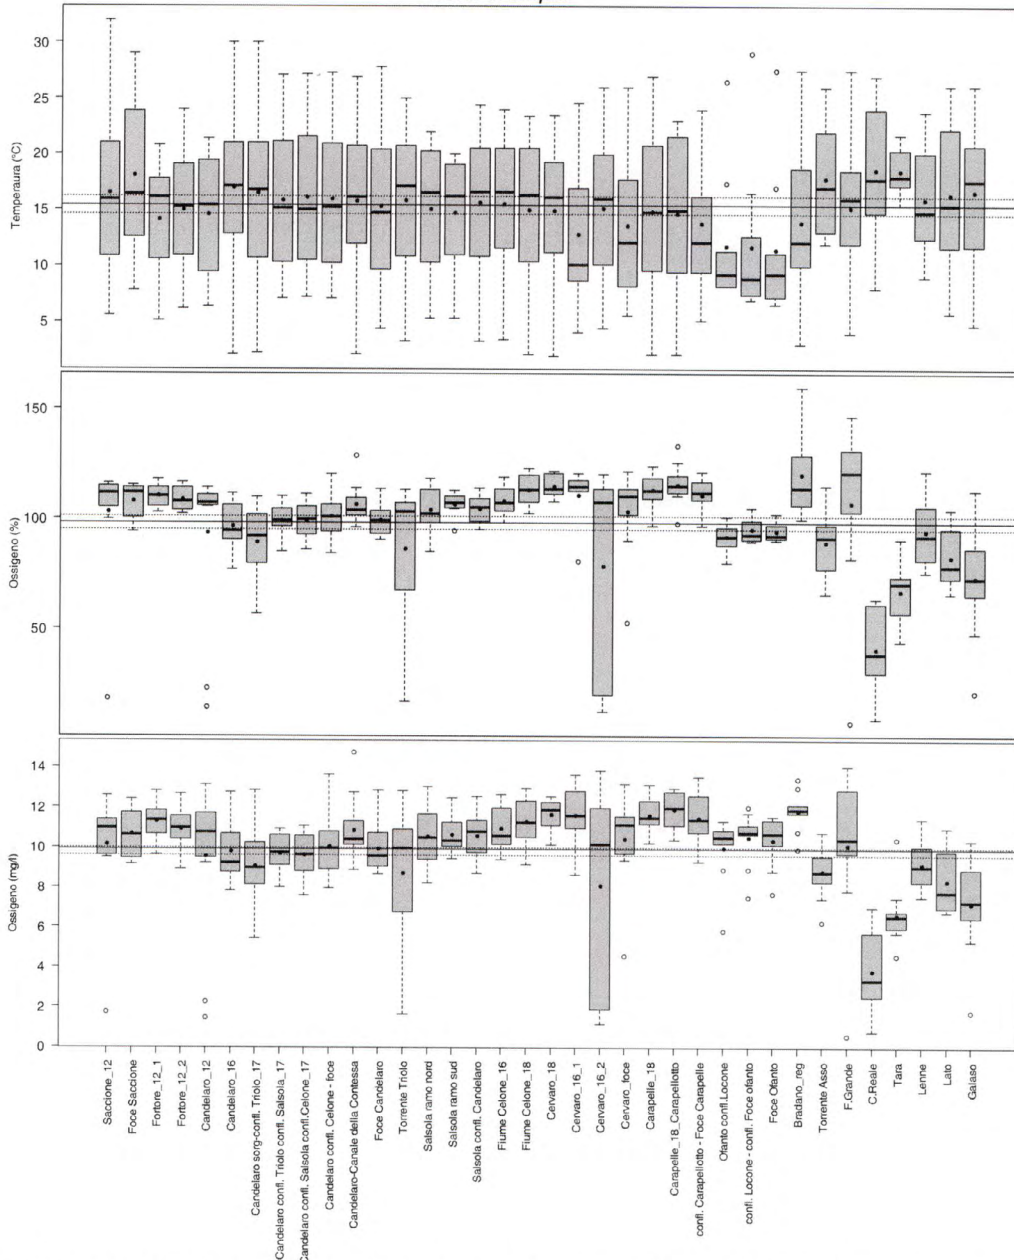 30
25
20
15
10
5
Temperaura (°C)
150
100
50
Ossigeno (%)
14
12
10
8
6
4
2
0
Ossigeno (mg/l)
Saccione_12
Foce Saccione
Fortore_12_1
Fortore_12_2
Candelaro_12
Candelaro_16
Candelaro sorg-confl. Triolo_17
Candelaro confl. Triolo confl. Salsola_17
Candelaro confl. Salsola confl.Celone_17
Candelaro confl. Celone - foce
Candelaro-Canale della Contessa
Foce Candelaro
Torrente Triolo
Salsola ramo nord
Salsola ramo sud
Salsola confl. Candelaro
Fiume Celone_16
Fiume Celone_18
Cervaro_18
Cervaro_16_1
Cervaro_16_2
Cervaro_foce
Carapelle_18
Carapelle_18_Carapellotto
confl. Carapellotto - Foce Carapelle
Ofanto confl.Locone
confl. Locone - confl. Foce ofanto
Foce Ofanto
Bradano_reg
Torrente Asso
F.Grande
C.Reale
Tara
Lenne
Lato
Galaso